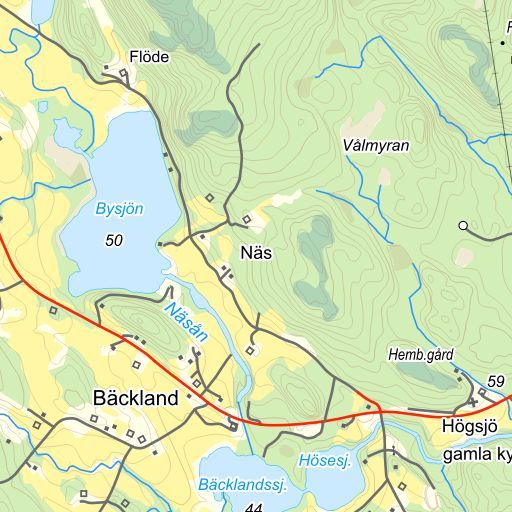 Flöde
Vålmyran
Bysjön
50
Näs
Näsån
Hemb.gård
59
Bäckland
Högsjö
gamla ky
Hösesj.
Bäcklandssj.
44